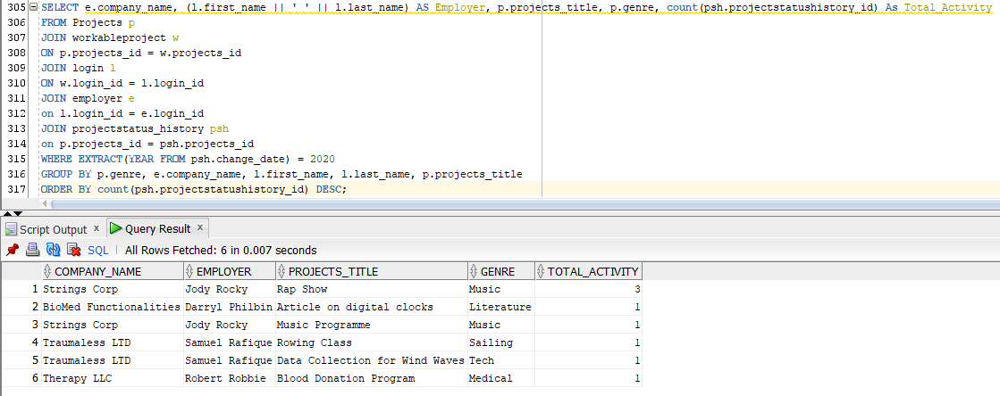 305 SELECT e.company_name, (l.first_name || ' ' || l.last_name) AS Employer, p.projects_title, p.genre, count(psh.projectstatushistory_id) As Total_Activity
306 FROM Projects p
307 JOIN workableproject w
308 ON p.projects_id = w.projects_id
309 JOIN login l
310 ON w.login_id = l.login_id
311 JOIN employer e
312 on l.login_id = e.login_id
313 JOIN projectstatus_history psh
314 on p.projects_id = psh.projects_id
315 WHERE EXTRACT(YEAR FROM psh.change_date) = 2020
316 GROUP BY p.genre, e.company_name, l.first_name, l.last_name, p.projects_title
317 ORDER BY count(psh.projectstatushistory_id) DESC;
Script Output x Query Result x
SQL | All Rows Fetched: 6 in 0.007 seconds
COMPANY_NAME EMPLOYER PROJECTS_TITLE GENRE TOTAL_ACTIVITY
1 Strings Corp Jody Rocky Rap Show Music 3
2 BioMed Functionalities Darryl Philbin Article on digital clocks Literature 1
3 Strings Corp Jody Rocky Music Programme Music 1
4 Traumaless LTD Samuel Rafique Rowing Class Sailing 1
5 Traumaless LTD Samuel Rafique Data Collection for Wind Waves Tech 1
6 Therapy LLC Robert Robbie Blood Donation Program Medical 1